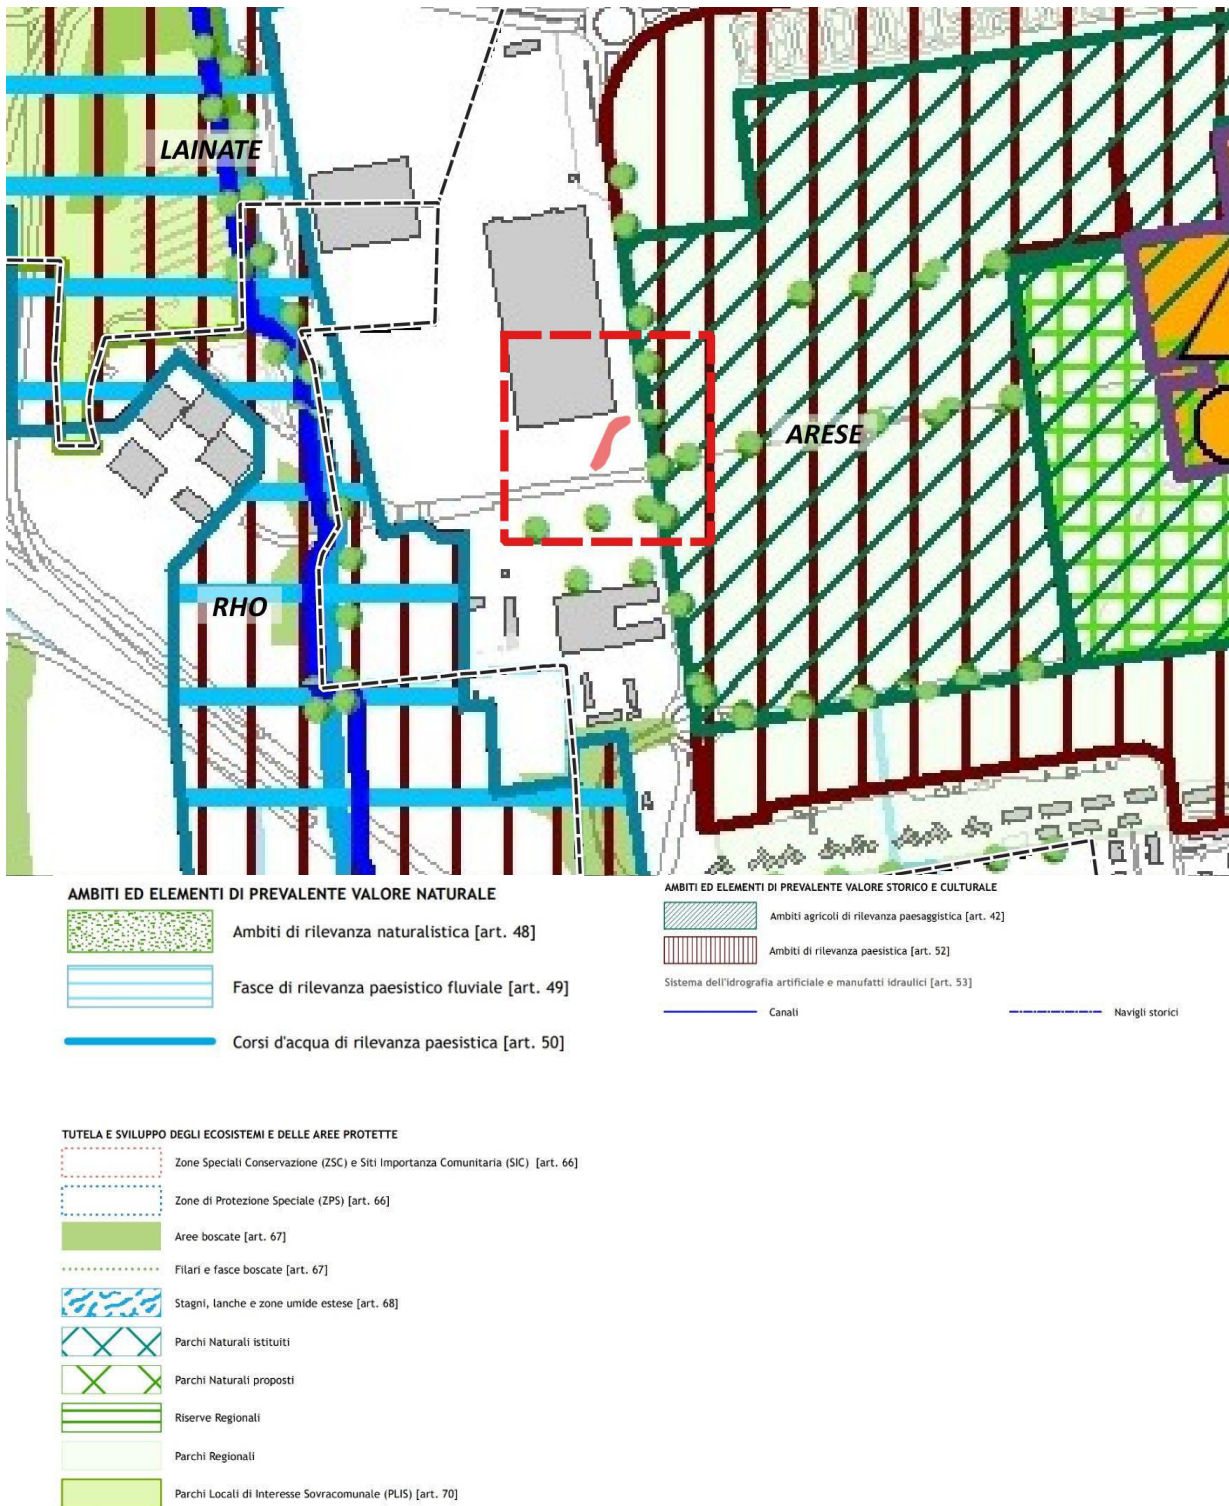 LAINATE
ARESE
RHO
AMBITI ED ELEMENTI DI PREVALENTE VALORE NATURALE
Ambiti di rilevanza naturalistica [art. 48]
Fasce di rilevanza paesistico fluviale [art. 49]
Corsi d'acqua di rilevanza paesistica [art. 50]
AMBITI ED ELEMENTI DI PREVALENTE VALORE STORICO E CULTURALE
Ambiti agricoli di rilevanza paesaggistica [art. 42]
Ambiti di rilevanza paesistica [art. 52]
Sistema dell'idrografia artificiale e manufatti idraulici [art. 53]
Canali
Navigli storici
TUTELA E SVILUPPO DEGLI ECOSISTEMI E DELLE AREE PROTETTE
Zone Speciali Conservazione (ZSC) e Siti Importanza Comunitaria (SIC) [art. 66]
Zone di Protezione Speciale (ZPS) [art. 66]
Aree boscate [art. 67]
Filari e fasce boscate [art. 67]
Stagni, lanche e zone umide estese [art. 68]
Parchi Naturali istituiti
Parchi Naturali proposti
Riserve Regionali
Parchi Regionali
Parchi Locali di Interesse Sovracomunale (PLIS) [art. 70]